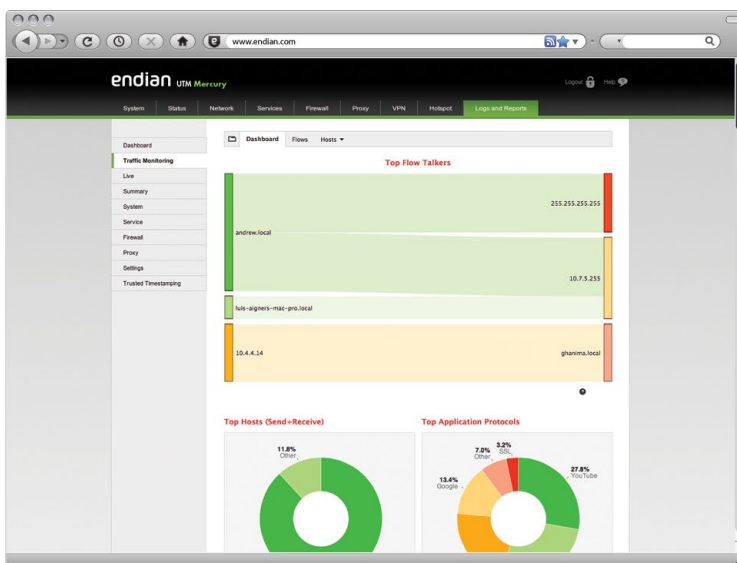 www.endian.com
endian UTM Mercury
Logout Help
System Status Network Services Firewall Proxy VPN Hotspot Logs and Reports
Dashboard
Traffic Monitoring
Live
Summary
System
Service
Firewall
Proxy
Settings
Trusted Timestamping
Dashboard Flows Hosts
Top Flow Talkers
255.255.255.255
andrew.local
10.7.5.255
luis-aigners-mac-pro.local
10.4.4.14
ghanima.local
Top Hosts (Send+Receive)
11.8%
Other
Top Application Protocols
3.2%
SSL
7.0%
Other
13.4%
Google
27.8%
YouTube